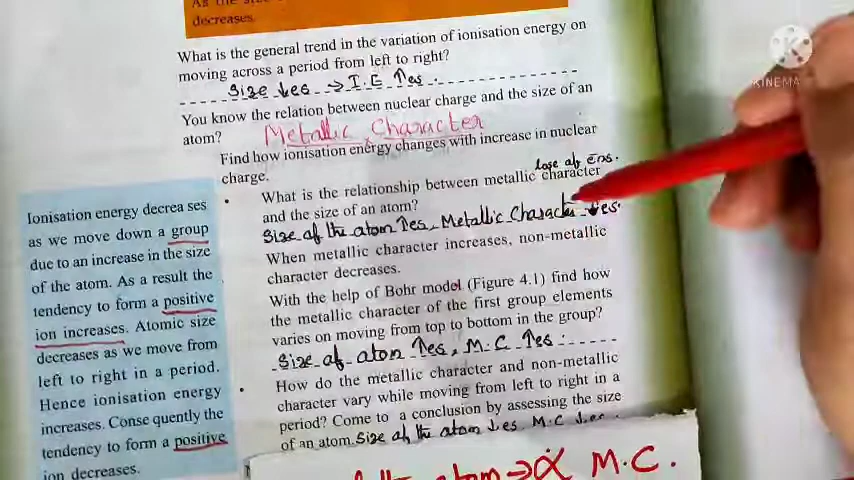 decreases.
What is the general trend in the variation of ionisation energy on
moving across a period from left to right?
Size ↓es → I.E ↑es.
You know the relation between nuclear charge and the size of an
atom?
Metallic Character
Find how ionisation energy changes with increase in nuclear
charge.
lose of e̅ns.
What is the relationship between metallic character
and the size of an atom?
Size of the atom ↑es, Metallic Character ↓es.
When metallic character increases, non-metallic
character decreases.
With the help of Bohr model (Figure 4.1) find how
the metallic character of the first group elements
varies on moving from top to bottom in the group?
Size of atom ↑es, M.C ↑es.
How do the metallic character and non-metallic
character vary while moving from left to right in a
period? Come to a conclusion by assessing the size
of an atom. Size of the atom ↓es M.C ↓es.
atom → α M.C.
Ionisation energy decrea ses
as we move down a group
due to an increase in the size
of the atom. As a result the
tendency to form a positive
ion increases. Atomic size
decreases as we move from
left to right in a period.
Hence ionisation energy
increases. Conse quently the
tendency to form a positive
ion decreases.
KINEMA